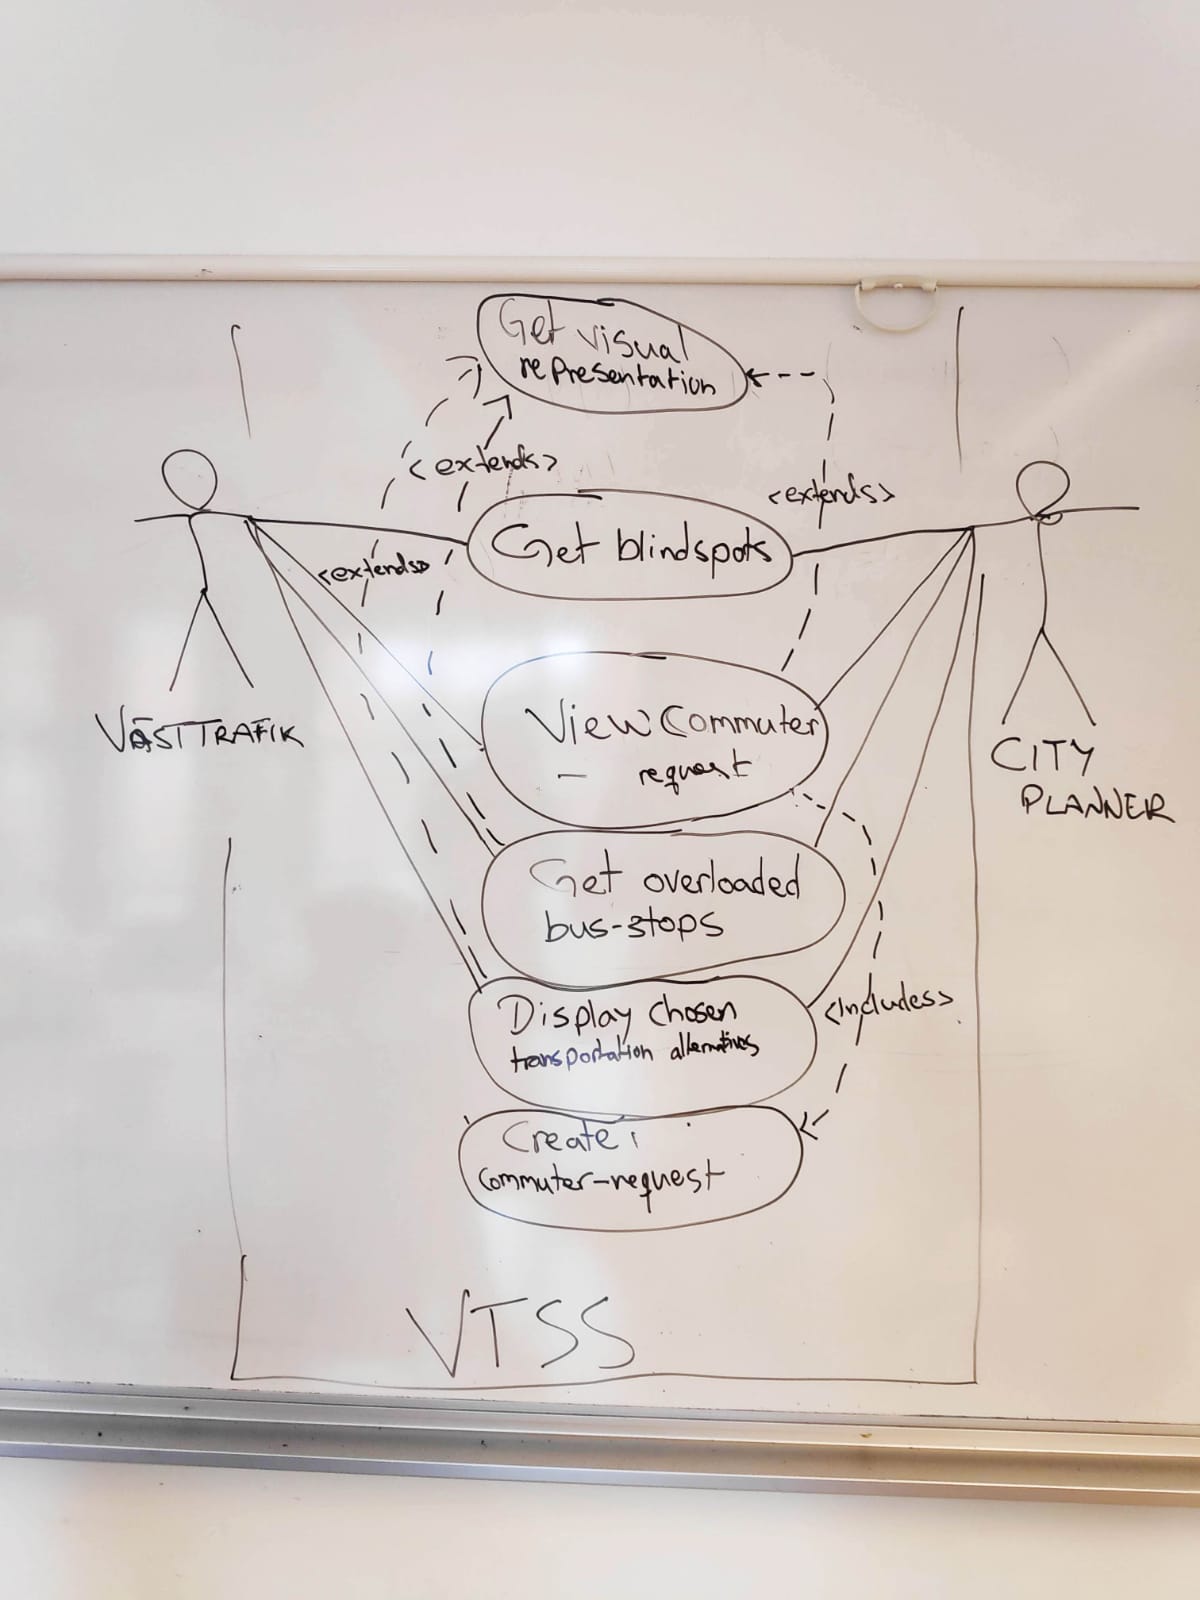 Get visual
representation
<extends>
<extends>
Get blindspots
<extends>
VÄSTTRAFIK
View Commuter
request
CITY
PLANNER
Get overloaded
bus-stops
Display chosen
transportation alternatives
<includes>
Create
commuter-request
VTSS